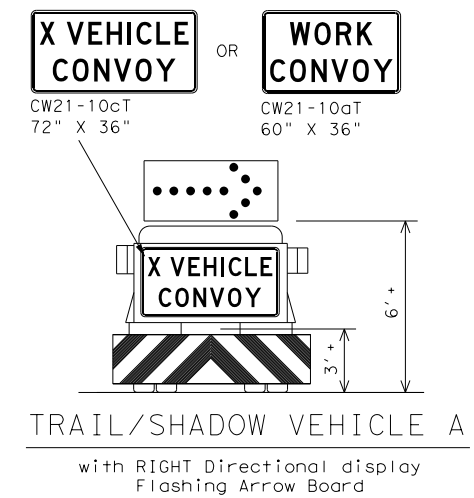 X VEHICLE
CONVOY
OR
WORK
CONVOY
CW21-10cT
72" X 36"
CW21-10aT
60" X 36"
X VEHICLE
CONVOY
6'+
3'+
TRAIL/SHADOW VEHICLE A
with RIGHT Directional display
Flashing Arrow Board